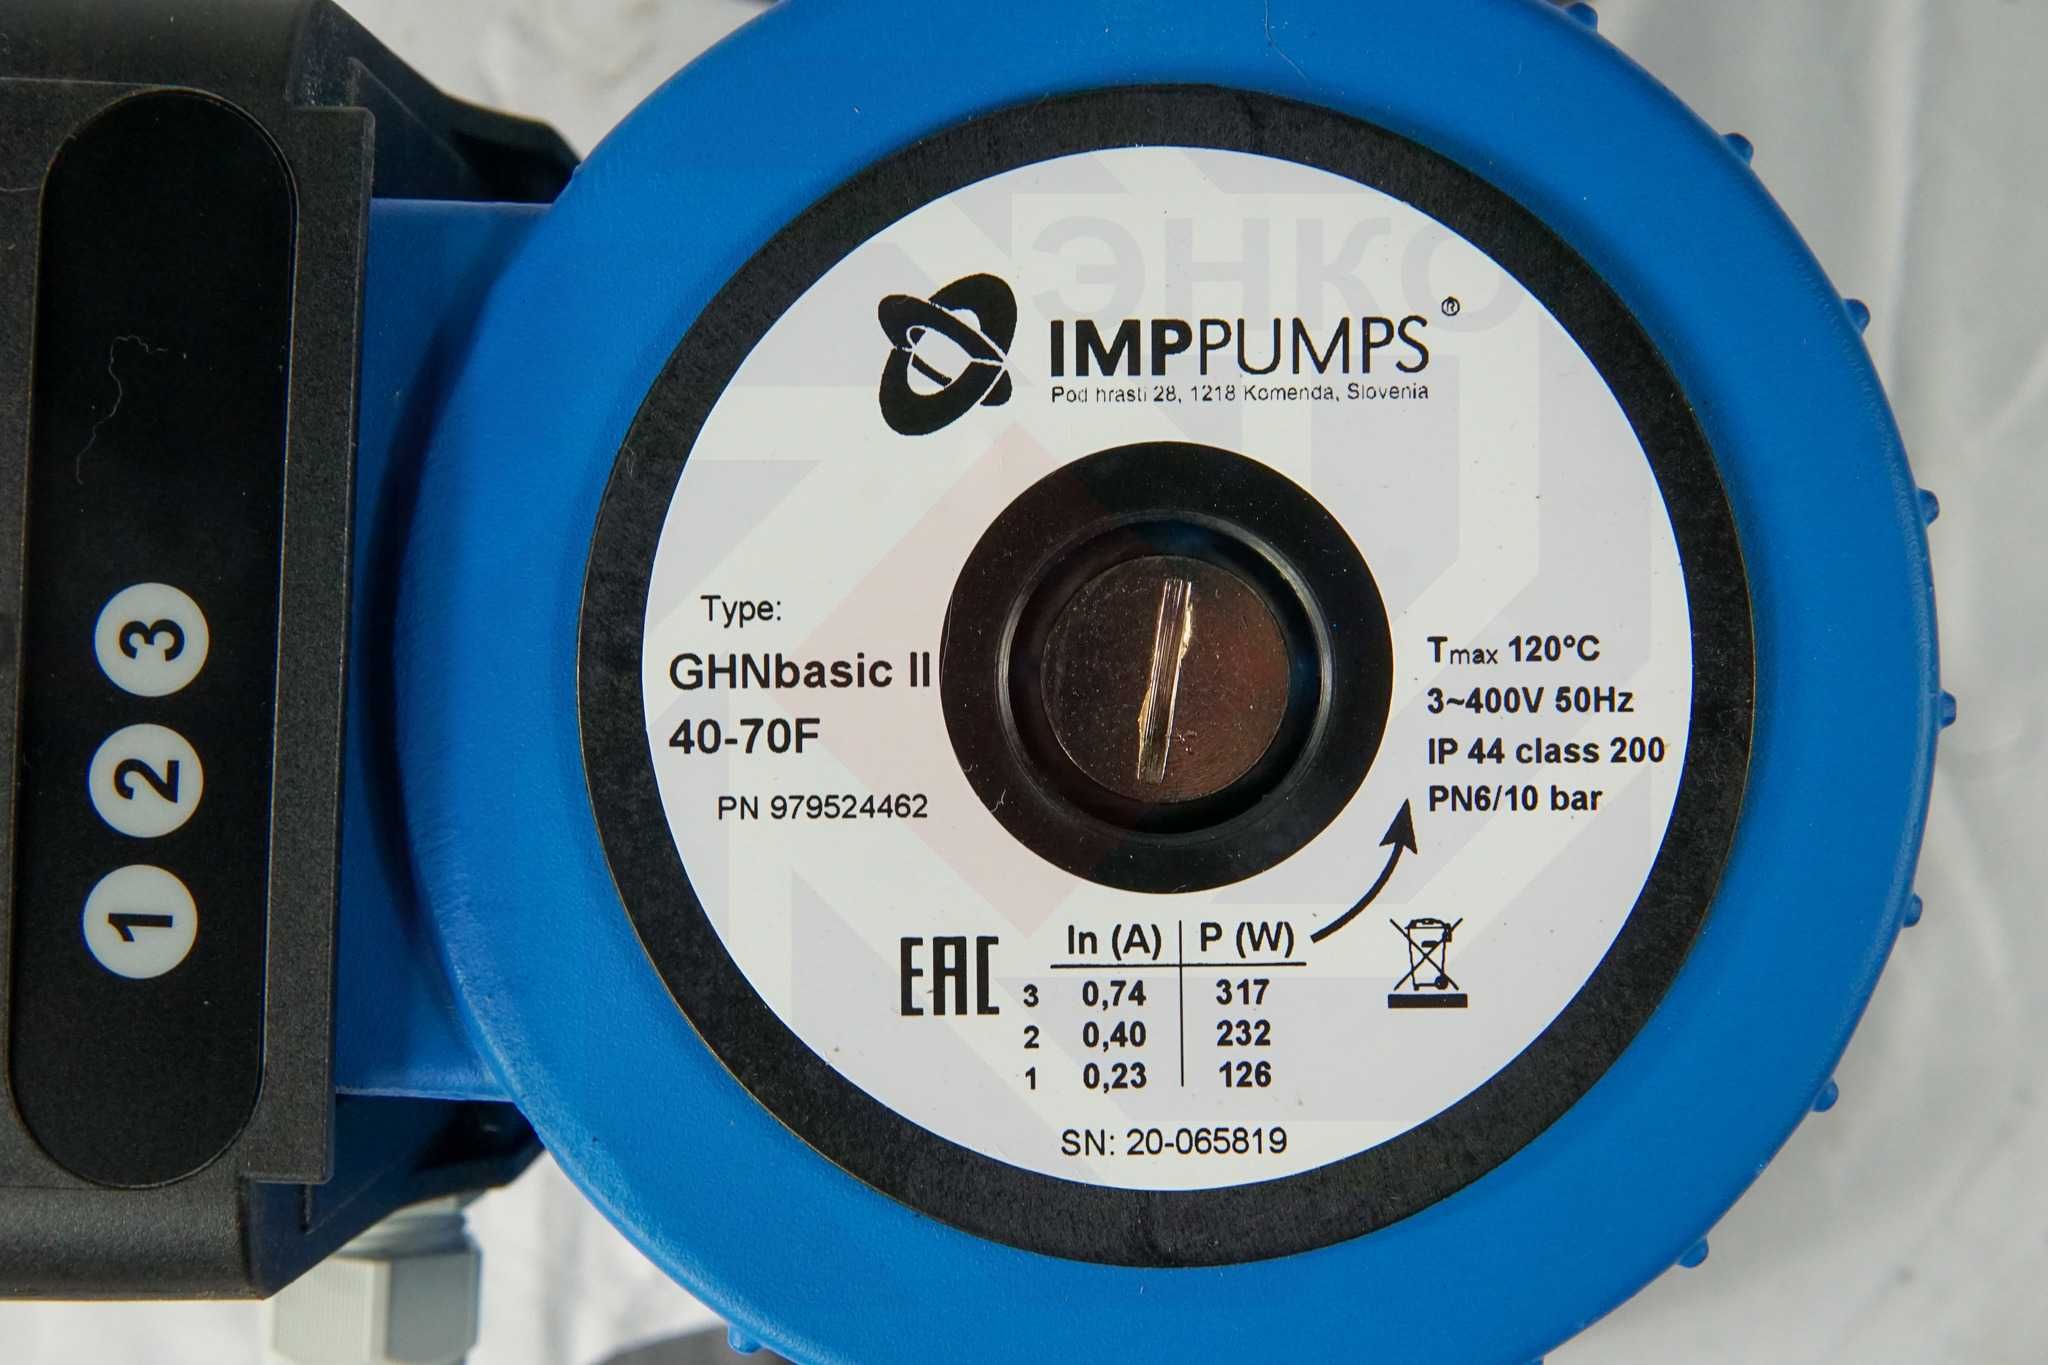 ЭНКО
IMPPUMPS®
Pod hrasti 28, 1218 Komenda, Slovenia
Type:
GHNbasic II
40-70F
PN 979524462
Tmax 120°C
3~400V 50Hz
IP 44 class 200
PN6/10 bar
EAC
In (A) P (W)
3 0,74 317
2 0,40 232
1 0,23 126
SN: 20-065819
1 2 3